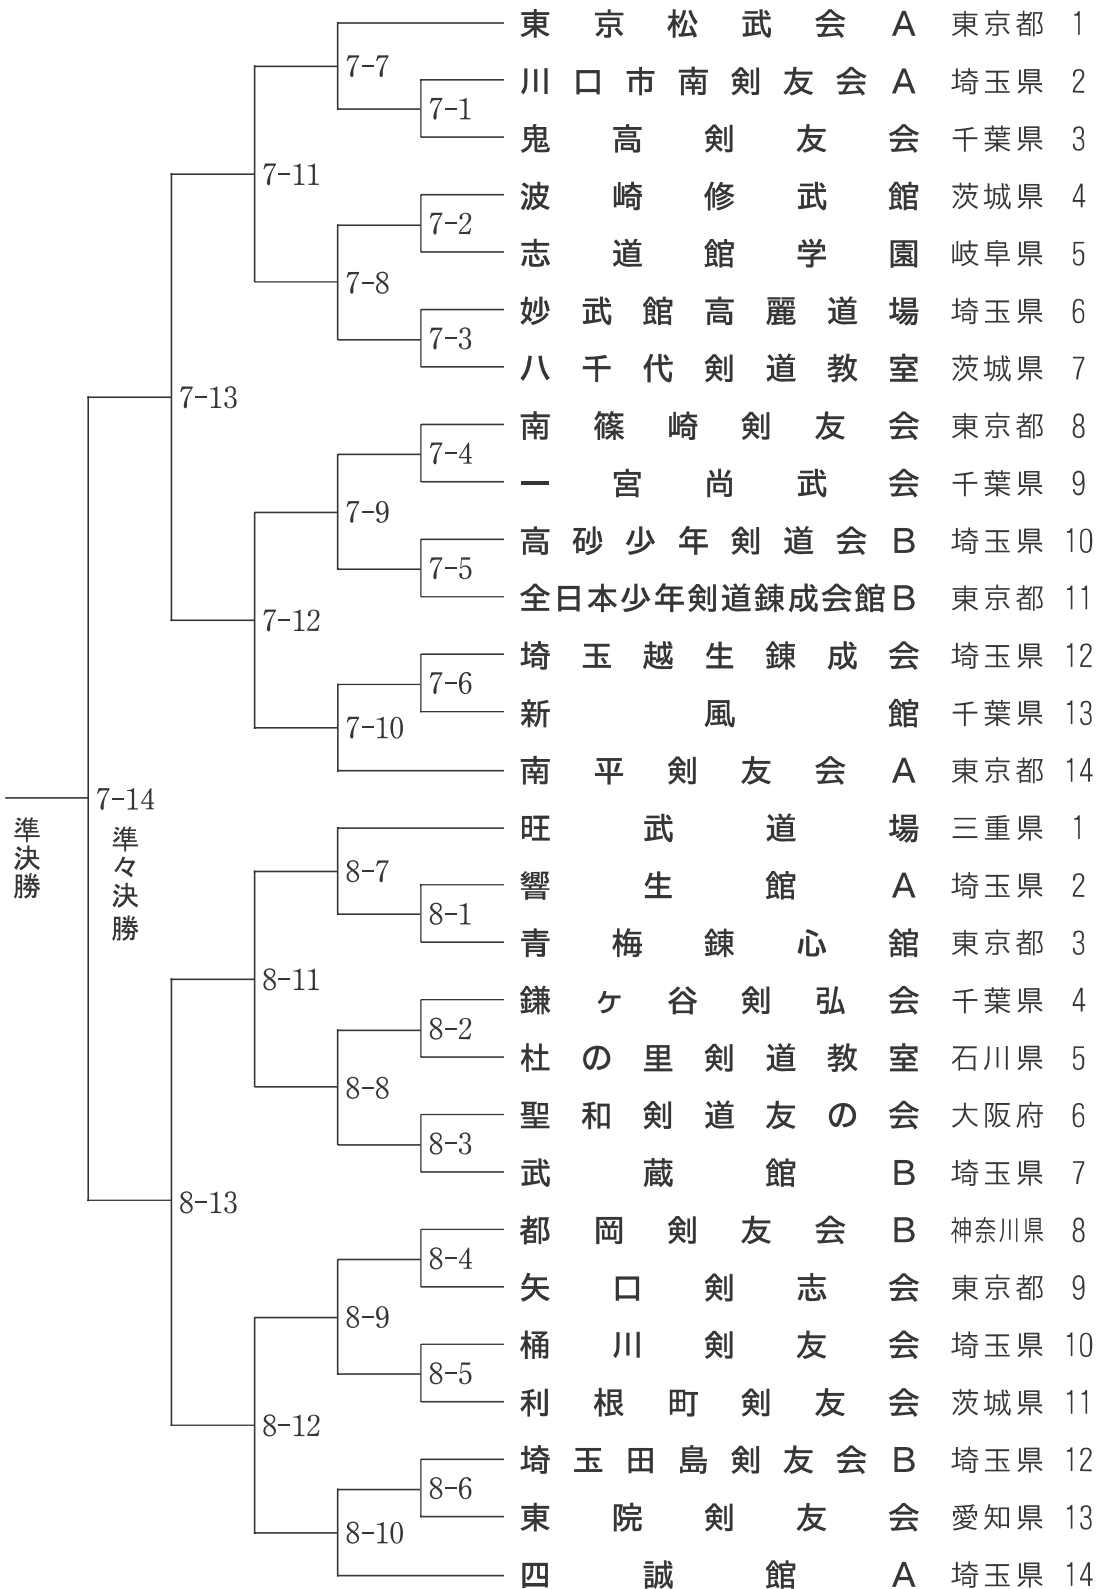 東京松武会A 東京都 1
7-7
川口市南剣友会A 埼玉県 2
7-1
鬼高剣友会 千葉県 3
7-11
波崎修武館 茨城県 4
7-2
志道館学園 岐阜県 5
7-8
妙武館高麗道場 埼玉県 6
7-3
八千代剣道教室 茨城県 7
7-13
南篠崎剣友会 東京都 8
7-4
一宮尚武会 千葉県 9
7-9
高砂少年剣道会B 埼玉県 10
7-5
全日本少年剣道錬成会館B 東京都 11
7-12
埼玉越生錬成会 埼玉県 12
7-6
新風館 千葉県 13
7-10
南平剣友会A 東京都 14
7-14
準決勝
準々決勝
旺武道場 三重県 1
8-7
響生館A 埼玉県 2
8-1
青梅錬心舘 東京都 3
8-11
鎌ヶ谷剣弘会 千葉県 4
8-2
杜の里剣道教室 石川県 5
8-8
聖和剣道友の会 大阪府 6
8-3
武蔵館B 埼玉県 7
8-13
都岡剣友会B 神奈川県 8
8-4
矢口剣志会 東京都 9
8-9
桶川剣友会 埼玉県 10
8-5
利根町剣友会 茨城県 11
8-12
埼玉田島剣友会B 埼玉県 12
8-6
東院剣友会 愛知県 13
8-10
四誠館A 埼玉県 14